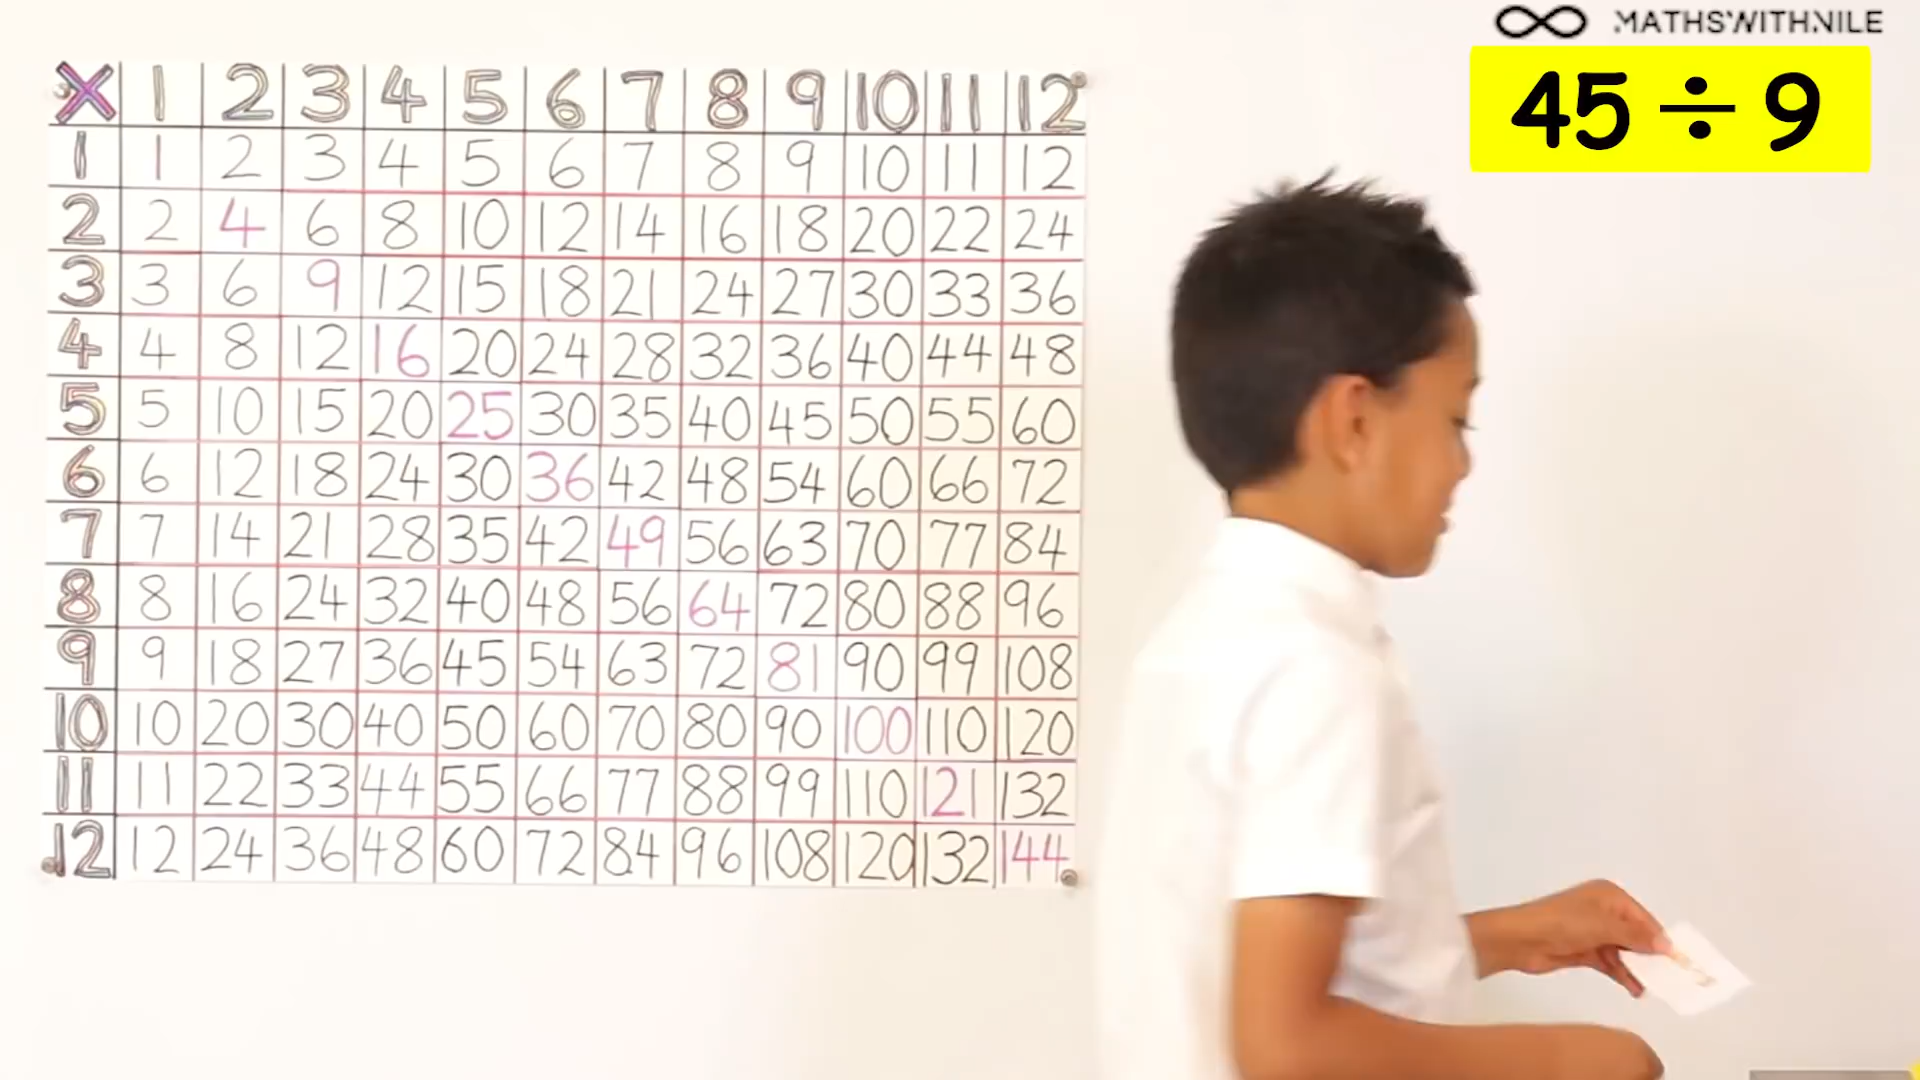 MATHSWITHNILE
45 ÷ 9
X 1 2 3 4 5 6 7 8 9 10 11 12
1 1 2 3 4 5 6 7 8 9 10 11 12
2 2 4 6 8 10 12 14 16 18 20 22 24
3 3 6 9 12 15 18 21 24 27 30 33 36
4 4 8 12 16 20 24 28 32 36 40 44 48
5 5 10 15 20 25 30 35 40 45 50 55 60
6 6 12 18 24 30 36 42 48 54 60 66 72
7 7 14 21 28 35 42 49 56 63 70 77 84
8 8 16 24 32 40 48 56 64 72 80 88 96
9 9 18 27 36 45 54 63 72 81 90 99 108
10 10 20 30 40 50 60 70 80 90 100 110 120
11 11 22 33 44 55 66 77 88 99 110 121 132
12 12 24 36 48 60 72 84 96 108 120 132 144